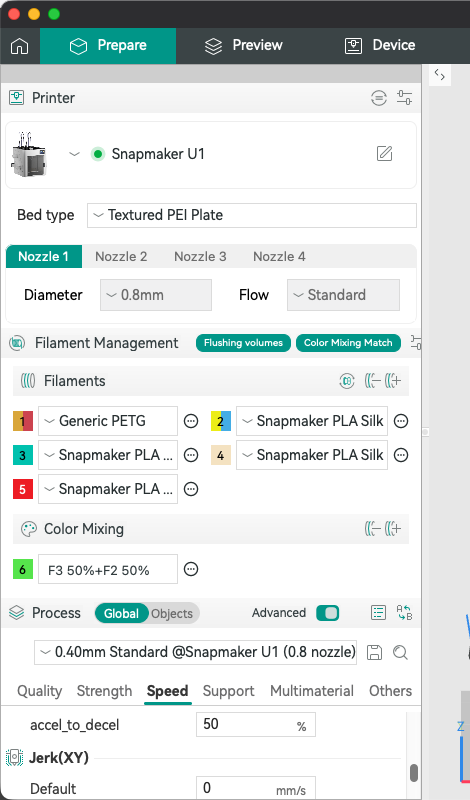 Prepare
Preview
Device
Printer
Snapmaker U1
Bed type
Textured PEI Plate
Nozzle 1 Nozzle 2 Nozzle 3 Nozzle 4
Diameter 0.8mm Flow Standard
Filament Management Flushing volumes Color Mixing Match
Filaments
1 Generic PETG 2 Snapmaker PLA Silk
3 Snapmaker PLA ... 4 Snapmaker PLA Silk
5 Snapmaker PLA ...
Color Mixing
6 F3 50%+F2 50%
Process Global Objects Advanced A B
0.40mm Standard @Snapmaker U1 (0.8 nozzle)
Quality Strength Speed Support Multimaterial Others
accel_to_decel 50 %
Jerk(XY)
Default 0 mm/s
Z